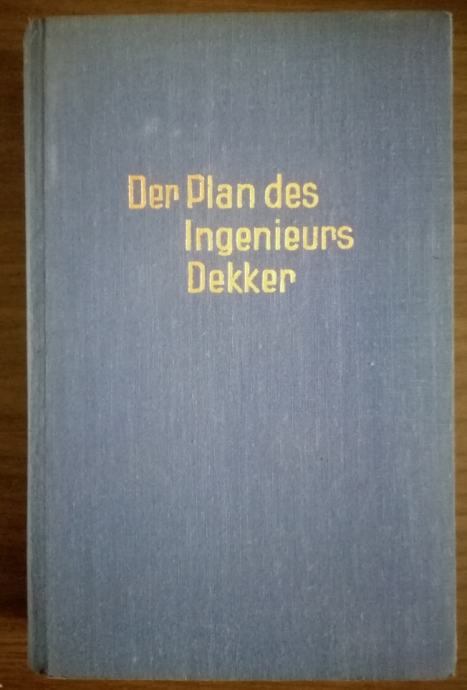 Der Plan des
Ingenieurs
Dekker